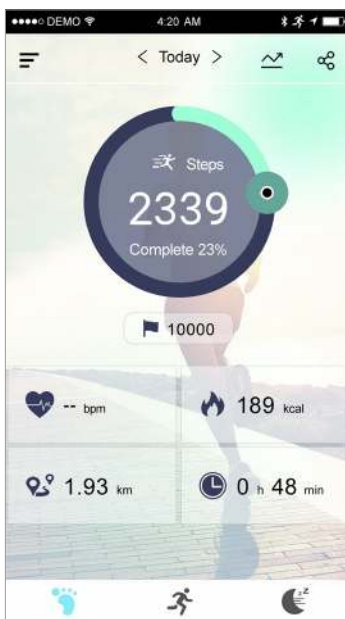 DEMO 4:20 AM
< Today >
Steps
2339
Complete 23%
10000
-- bpm
189 kcal
1.93 km
0 h 48 min
zz